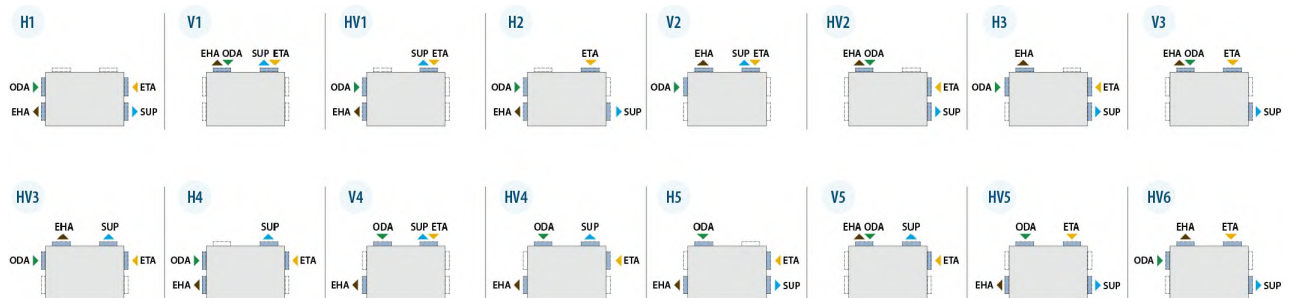 H1
V1
HV1
H2
V2
HV2
H3
V3
EHA ODA SUP ETA
SUP ETA
ETA
EHA SUP ETA
EHA ODA
EHA
EHA ODA ETA
ODA ETA
ODA
ODA
ODA
ETA
ODA ETA
EHA SUP
EHA
EHA SUP
SUP
SUP
SUP
HV3
H4
V4
HV4
H5
V5
HV5
HV6
EHA SUP
SUP
ODA SUP ETA
ODA SUP
ODA
EHA ODA SUP
ODA ETA
EHA ETA
ODA ETA
ODA ETA
ETA
ETA
ETA
ODA
EHA
EHA
EHA
EHA SUP
EHA SUP
SUP